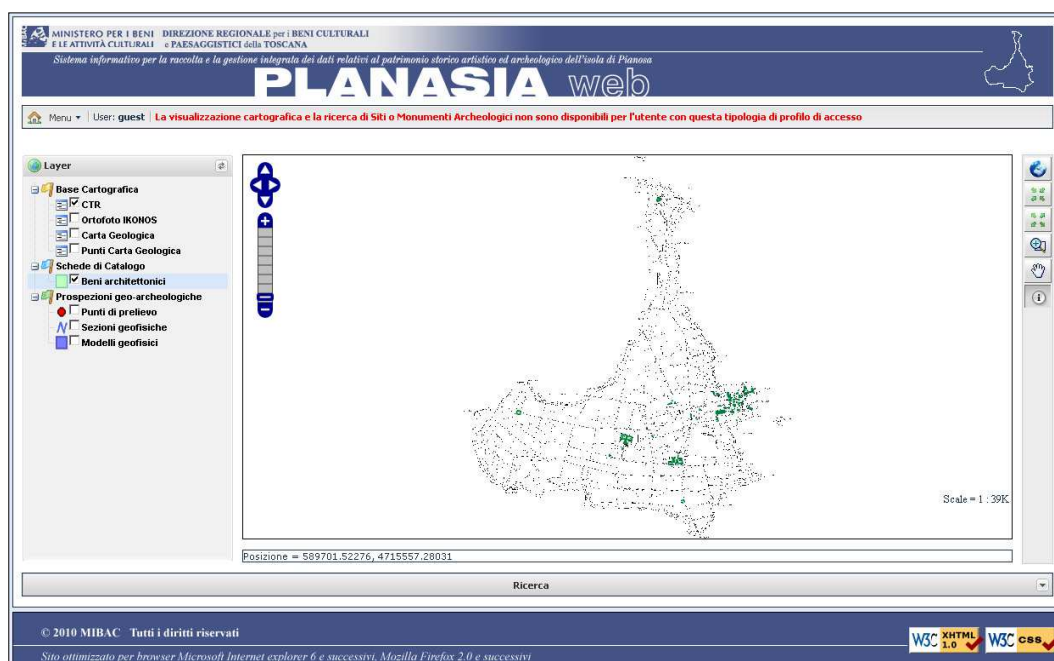 MINISTERO PER I BENI DIREZIONE REGIONALE per i BENI CULTURALI
E LE ATTIVITÀ CULTURALI e PAESAGGISTICI della TOSCANA
Sistema informativo per la raccolta e la gestione integrata dei dati relativi al patrimonio storico artistico ed archeologico dell'isola di Pianosa
PLANASIA web
Menu User: guest La visualizzazione cartografica e la ricerca di Siti o Monumenti Archeologici non sono disponibili per l'utente con questa tipologia di profilo di accesso
Layer
Base Cartografica
CTR
Ortofoto IKONOS
Carta Geologica
Punti Carta Geologica
Schede di Catalogo
Beni architettonici
Prospezioni geo-archeologiche
Punti di prelievo
Sezioni geofisiche
Modelli geofisici
Scale = 1 : 39K
Posizione = 589701.52276, 4715557.28031
Ricerca
© 2010 MIBAC Tutti i diritti riservati
W3C XHTML 1.0 W3C css
Sito ottimizzato per browser Microsoft Internet explorer 6 e successivi, Mozilla Firefox 2.0 e successivi